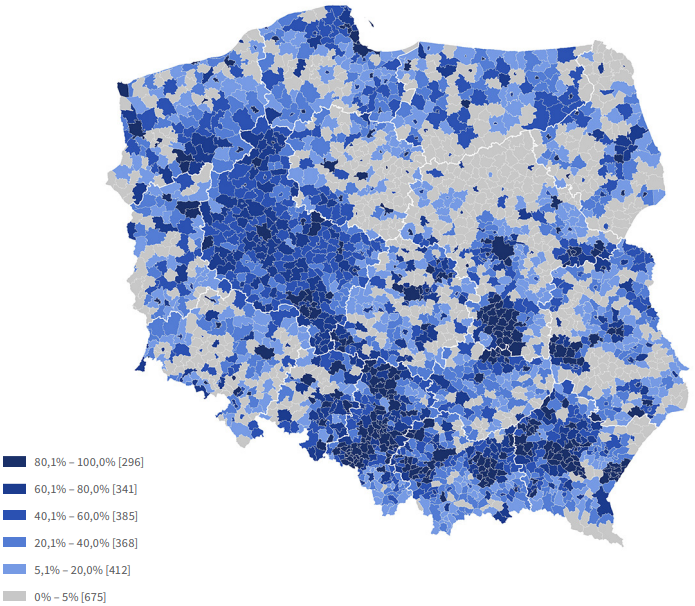 80,1% – 100,0% [296]
60,1% – 80,0% [341]
40,1% – 60,0% [385]
20,1% – 40,0% [368]
5,1% – 20,0% [412]
0% – 5% [675]